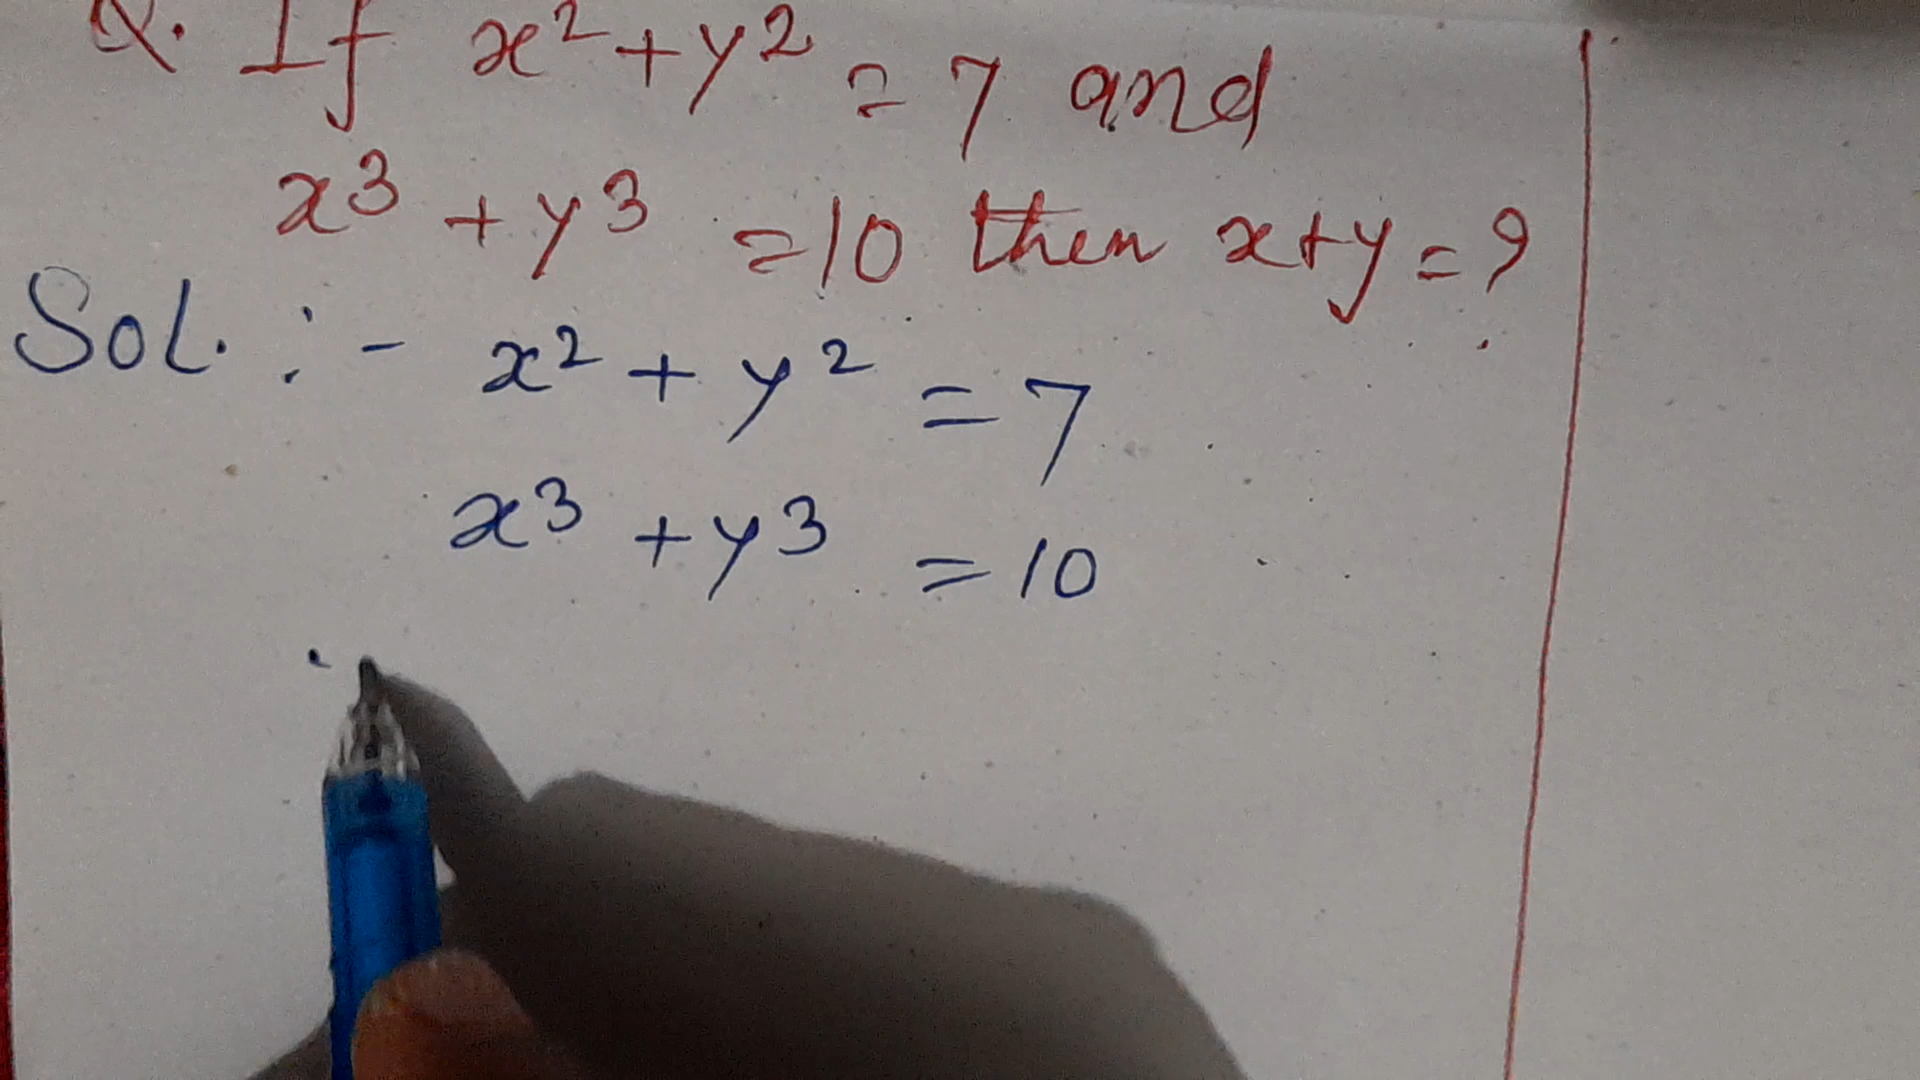 Q. If x² + y² = 7 and
x³ + y³ = 10 then x+y = ?
Sol. :- x² + y² = 7
x³ + y³ = 10